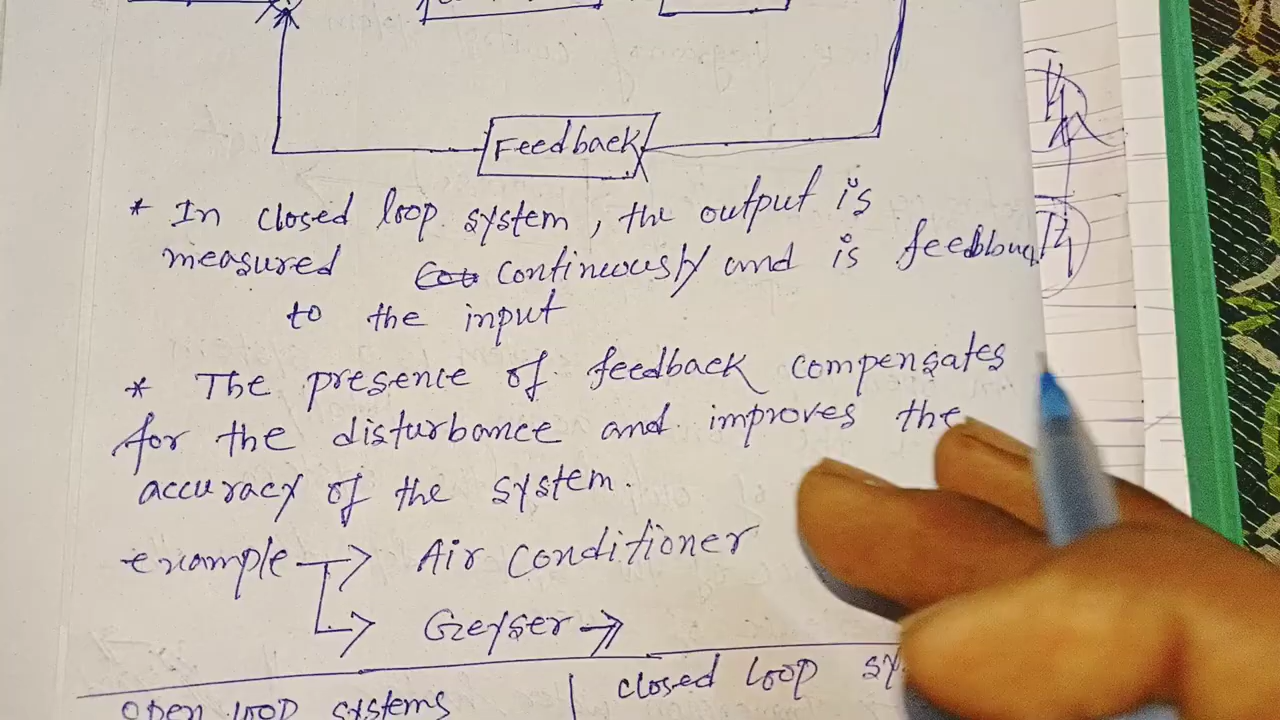 Feedback
* In closed loop system, the output is
measured continuously and is feedback
to the input
* The presence of feedback compensates
for the disturbance and improves the
accuracy of the system.
example → Air Conditioner
→ Geyser →
open loop systems
closed loop